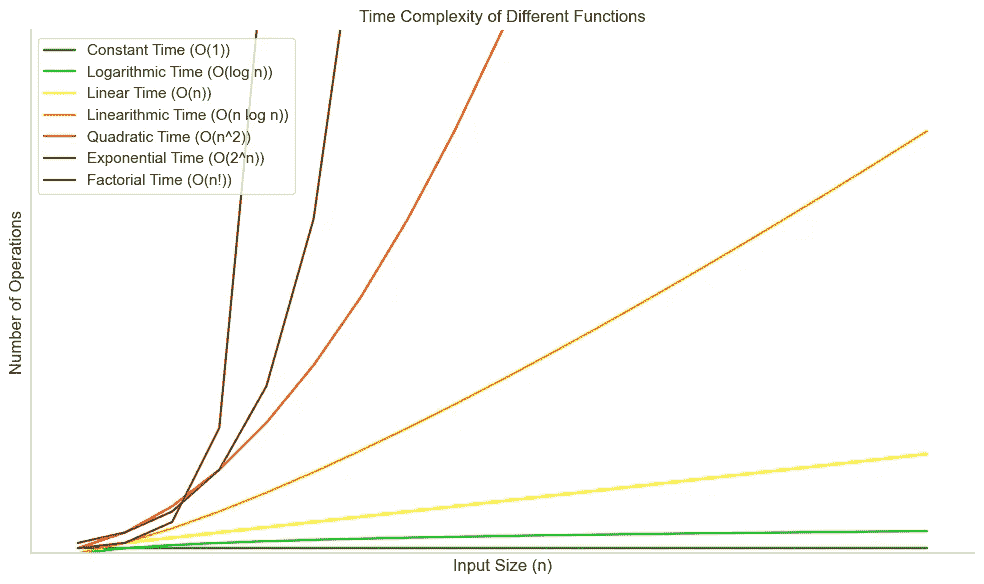 Time Complexity of Different Functions
Constant Time (O(1))
Logarithmic Time (O(log n))
Linear Time (O(n))
Linearithmic Time (O(n log n))
Quadratic Time (O(n^2))
Exponential Time (O(2^n))
Factorial Time (O(n!))
Number of Operations
Input Size (n)